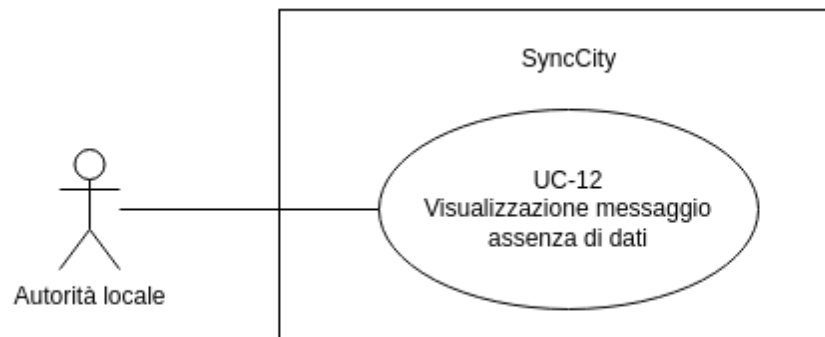 SyncCity
UC-12
Visualizzazione messaggio
assenza di dati
Autorità locale